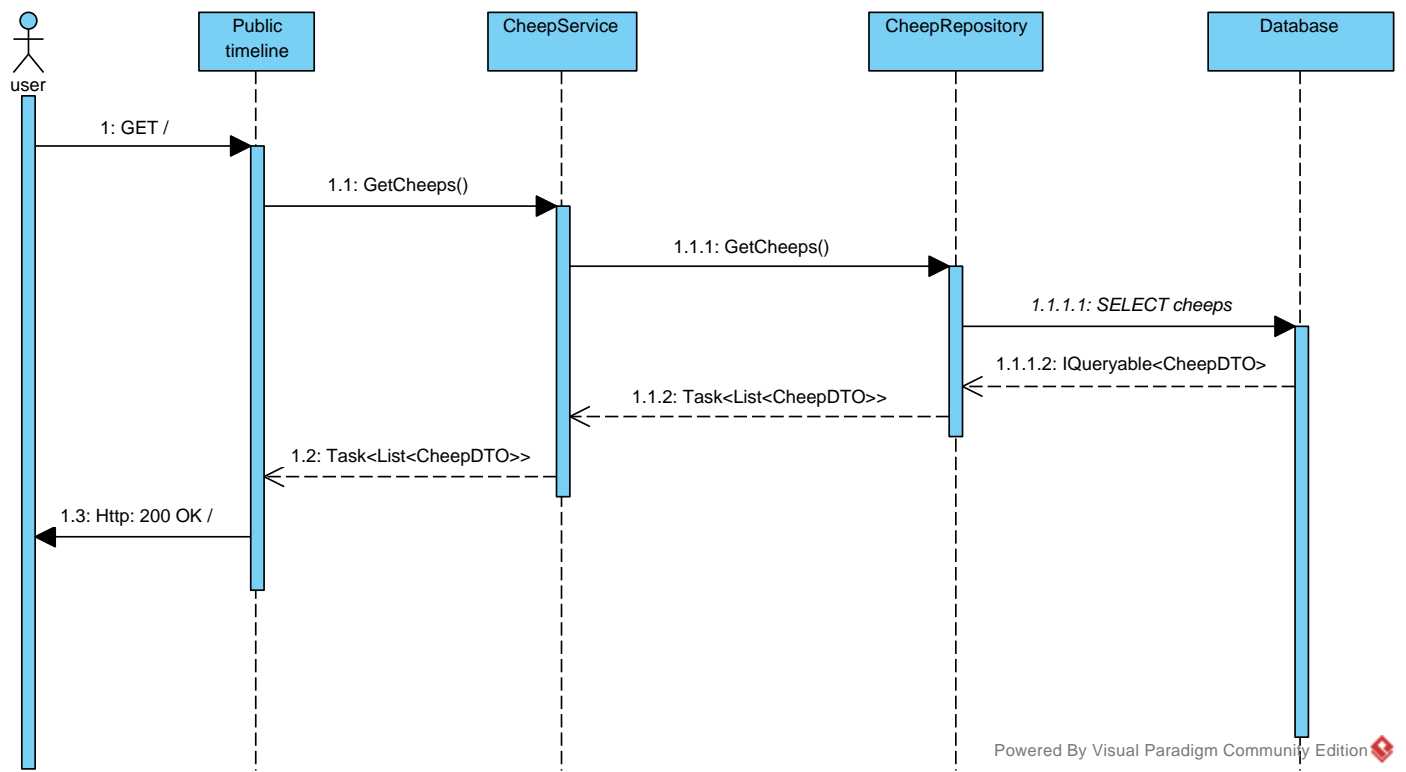 user
Public
timeline
CheepService
CheepRepository
Database
1: GET /
1.1: GetCheeps()
1.1.1: GetCheeps()
1.1.1.1: SELECT cheeps
1.1.1.2: IQueryable<CheepDTO>
1.1.2: Task<List<CheepDTO>>
1.2: Task<List<CheepDTO>>
1.3: Http: 200 OK /
Powered By Visual Paradigm Community Edition